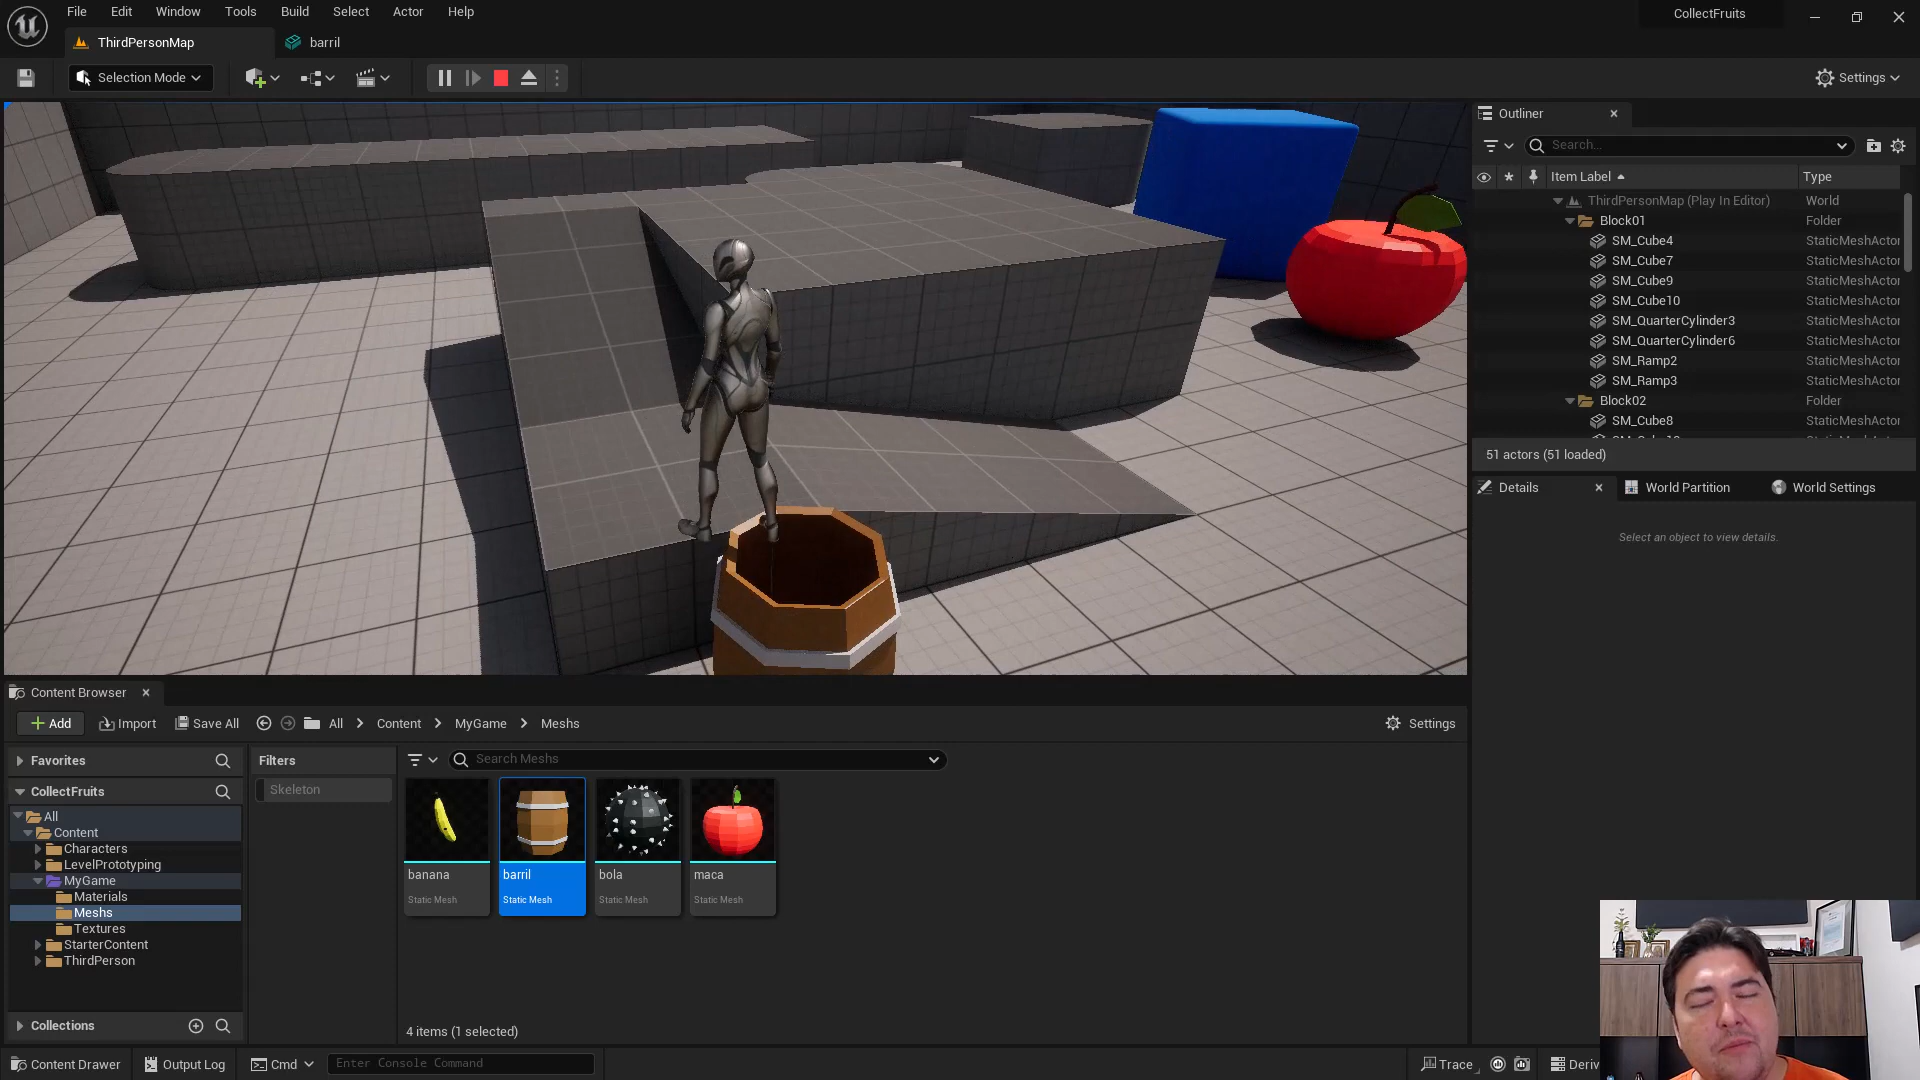 File Edit Window Tools Build Select Actor Help
CollectFruits
ThirdPersonMap
barril
Selection Mode
Settings
Outliner
Search...
Item Label
Type
ThirdPersonMap (Play In Editor) World
Block01 Folder
SM_Cube4 StaticMeshActor
SM_Cube7 StaticMeshActor
SM_Cube9 StaticMeshActor
SM_Cube10 StaticMeshActor
SM_QuarterCylinder3 StaticMeshActor
SM_QuarterCylinder6 StaticMeshActor
SM_Ramp2 StaticMeshActor
SM_Ramp3 StaticMeshActor
Block02 Folder
SM_Cube8 StaticMeshActor
51 actors (51 loaded)
Details
World Partition
World Settings
Select an object to view details.
Content Browser
Add
Import
Save All
All
Content
MyGame
Meshs
Settings
Favorites
CollectFruits
All
Content
Characters
LevelPrototyping
MyGame
Materials
Meshs
Textures
StarterContent
ThirdPerson
Collections
Filters
Skeleton
Search Meshs
banana
Static Mesh
barril
Static Mesh
bola
Static Mesh
maca
Static Mesh
4 items (1 selected)
Content Drawer
Output Log
Cmd
Enter Console Command
Trace
Deriv